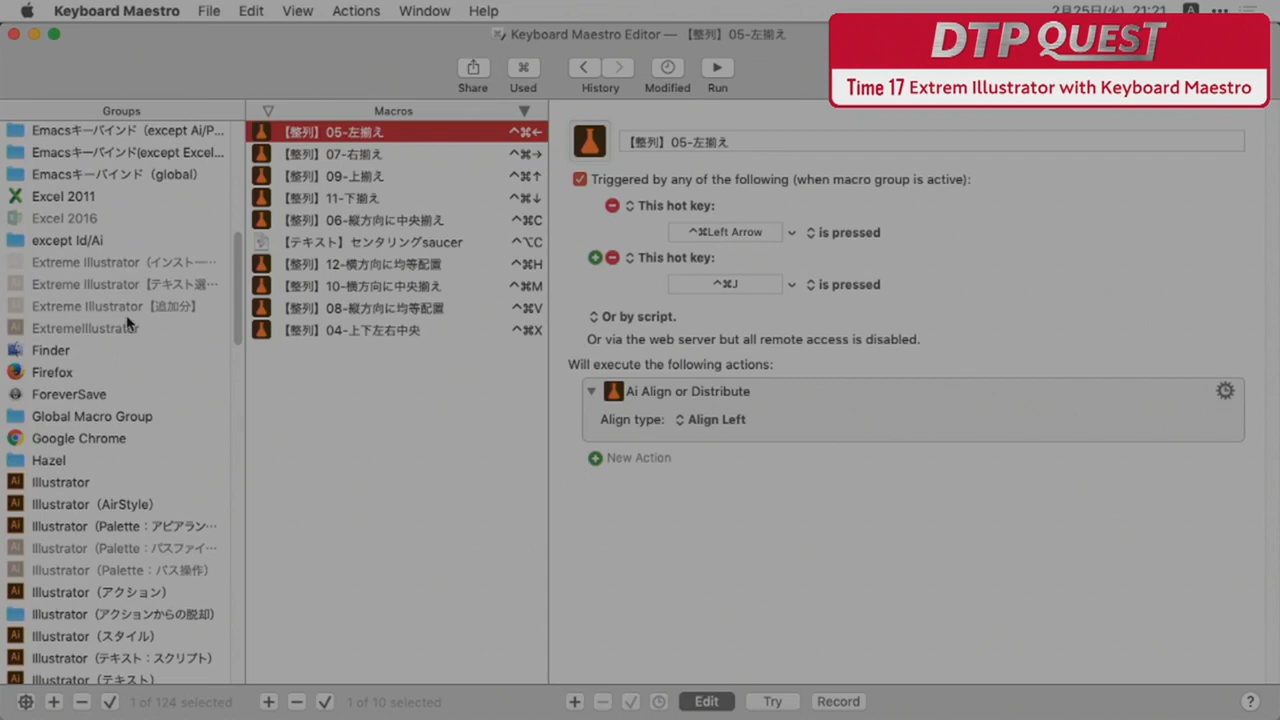 Keyboard Maestro File Edit View Actions Window Help
2月25日(火) 21:21 A
DTP QUEST
Time 17 Extrem Illustrator with Keyboard Maestro
Keyboard Maestro Editor — 【整列】05-左揃え
Share Used History Modified Run
Groups
Emacsキーバインド（except Ai/P...
Emacsキーバインド(except Excel...
Emacsキーバインド（global）
Excel 2011
Excel 2016
except Id/Ai
Extreme Illustrator（インストー…
Extreme Illustrator【テキスト選…
Extreme Illustrator【追加分】
ExtremeIllustrator
Finder
Firefox
ForeverSave
Global Macro Group
Google Chrome
Hazel
Illustrator
Illustrator（AirStyle）
Illustrator（Palette：アピアラン…
Illustrator（Palette：パスファイ…
Illustrator（Palette：パス操作）
Illustrator（アクション）
Illustrator（アクションからの脱却）
Illustrator（スタイル）
Illustrator（テキスト：スクリプト）
Illustrator（テキスト）
1 of 124 selected
Macros
【整列】05-左揃え ^⌘←
【整列】07-右揃え ^⌘→
【整列】09-上揃え ^⌘↑
【整列】11-下揃え ^⌘↓
【整列】06-縦方向に中央揃え ^⌘C
【テキスト】センタリングsaucer ^⌥C
【整列】12-横方向に均等配置 ^⌘H
【整列】10-横方向に中央揃え ^⌘M
【整列】08-縦方向に均等配置 ^⌘V
【整列】04-上下左右中央 ^⌘X
1 of 10 selected
【整列】05-左揃え
Triggered by any of the following (when macro group is active):
This hot key:
^⌘Left Arrow is pressed
This hot key:
^⌘J is pressed
Or by script.
Or via the web server but all remote access is disabled.
Will execute the following actions:
Ai Align or Distribute
Align type: Align Left
New Action
Edit Try Record ?